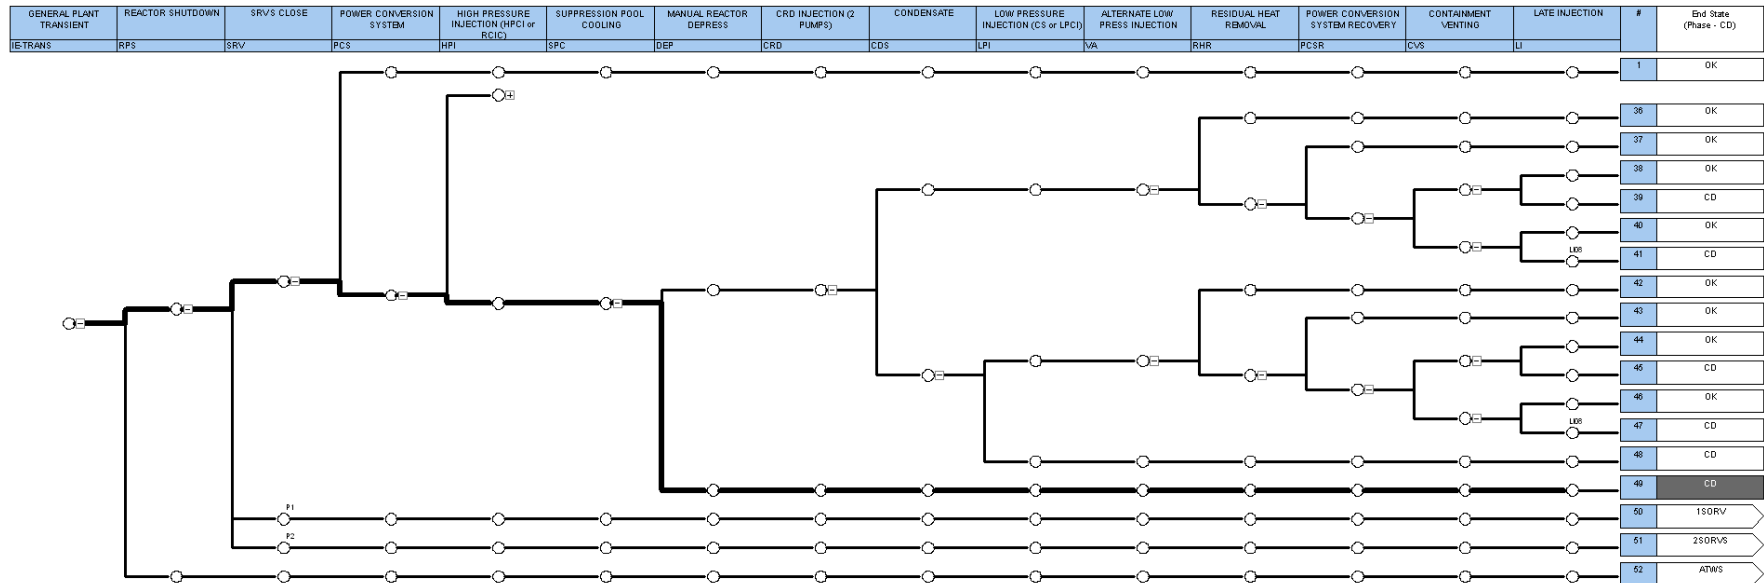 GENERAL PLANT
TRANSIENT
REACTOR SHUTDOWN
SRV'S CLOSE
POWER CONVERSION
SYSTEM
HIGH PRESSURE
INJECTION (HPCI or
RCIC)
SUPPRESSION POOL
COOLING
MANUAL REACTOR
DEPRESS
CRD INJECTION (2
PUMPS)
CONDENSATE
LOW PRESSURE
INJECTION (CS or LPCI)
ALTERNATE LOW
PRESS INJECTION
RESIDUAL HEAT
REMOVAL
POWER CONVERSION
SYSTEM RECOVERY
CONTAINMENT
VENTING
LATE INJECTION
#
End State
(Phase - CD)
IE-TRANS
RPS
SRV
PCS
HPI
SPC
DEP
CRD
CDS
LPI
VA
RHR
PCSR
CVS
LI
1 OK
36 OK
37 OK
38 OK
39 CD
40 OK
LI06
41 CD
42 OK
43 OK
44 OK
45 CD
46 OK
LI06
47 CD
48 CD
49 CD
P1
50 1SORV
P2
51 2SORVS
52 ATWS